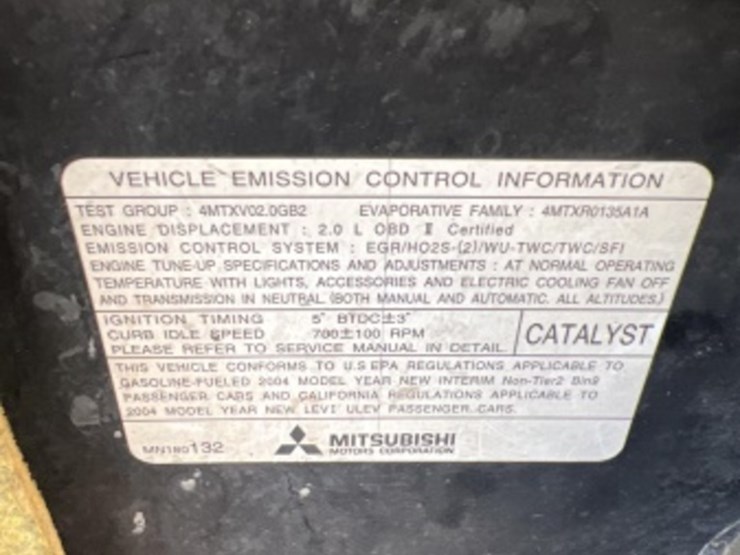 VEHICLE EMISSION CONTROL INFORMATION
TEST GROUP : 4MTXV02.0GB2 EVAPORATIVE FAMILY : 4MTXR0135A1A
ENGINE DISPLACEMENT : 2.0 L OBD Ⅱ Certified
EMISSION CONTROL SYSTEM : EGR/HO2S-(2)/WU-TWC/TWC/SFI
ENGINE TUNE-UP SPECIFICATIONS AND ADJUSTMENTS : AT NORMAL OPERATING
TEMPERATURE WITH LIGHTS, ACCESSORIES AND ELECTRIC COOLING FAN OFF
AND TRANSMISSION IN NEUTRAL (BOTH MANUAL AND AUTOMATIC. ALL ALTITUDES.)
IGNITION TIMING 5° BTDC±3°
CURB IDLE SPEED 700±100 RPM
PLEASE REFER TO SERVICE MANUAL IN DETAIL.
CATALYST
THIS VEHICLE CONFORMS TO U.S EPA REGULATIONS APPLICABLE TO
GASOLINE-FUELED 2004 MODEL YEAR NEW INTERIM Non-Tier2 Bin9
PASSENGER CARS AND CALIFORNIA REGULATIONS APPLICABLE TO
2004 MODEL YEAR NEW LEVI ULEV PASSENGER CARS.
MN180132
MITSUBISHI
MOTORS CORPORATION